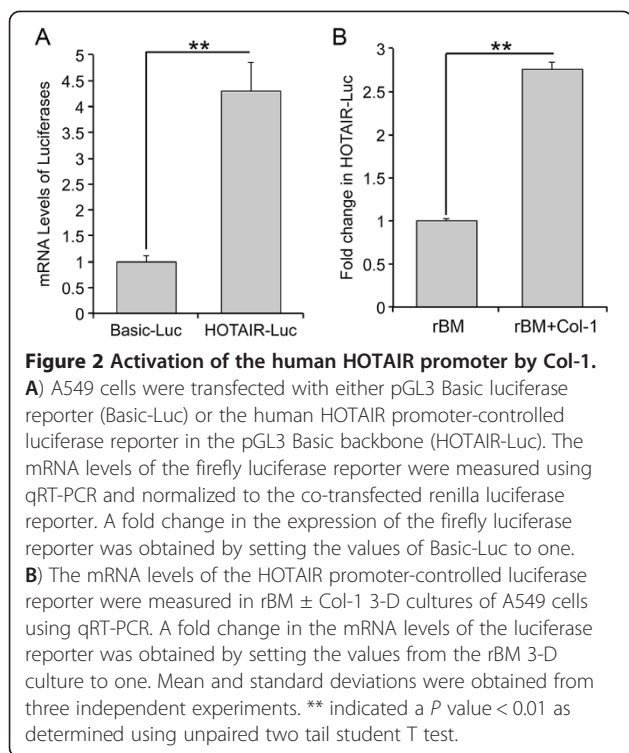 A
**
mRNA Levels of Luciferases
5
4.5
4
3.5
3
2.5
2
1.5
1
0.5
0
Basic-Luc HOTAIR-Luc
B
**
Fold change in HOTAIR-Luc
3
2.5
2
1.5
1
0.5
0
rBM rBM+Col-1
Figure 2 Activation of the human HOTAIR promoter by Col-1.
A) A549 cells were transfected with either pGL3 Basic luciferase
reporter (Basic-Luc) or the human HOTAIR promoter-controlled
luciferase reporter in the pGL3 Basic backbone (HOTAIR-Luc). The
mRNA levels of the firefly luciferase reporter were measured using
qRT-PCR and normalized to the co-transfected renilla luciferase
reporter. A fold change in the expression of the firefly luciferase
reporter was obtained by setting the values of Basic-Luc to one.
B) The mRNA levels of the HOTAIR promoter-controlled luciferase
reporter were measured in rBM ± Col-1 3-D cultures of A549 cells
using qRT-PCR. A fold change in the mRNA levels of the luciferase
reporter was obtained by setting the values from the rBM 3-D
culture to one. Mean and standard deviations were obtained from
three independent experiments. ** indicated a P value < 0.01 as
determined using unpaired two tail student T test.